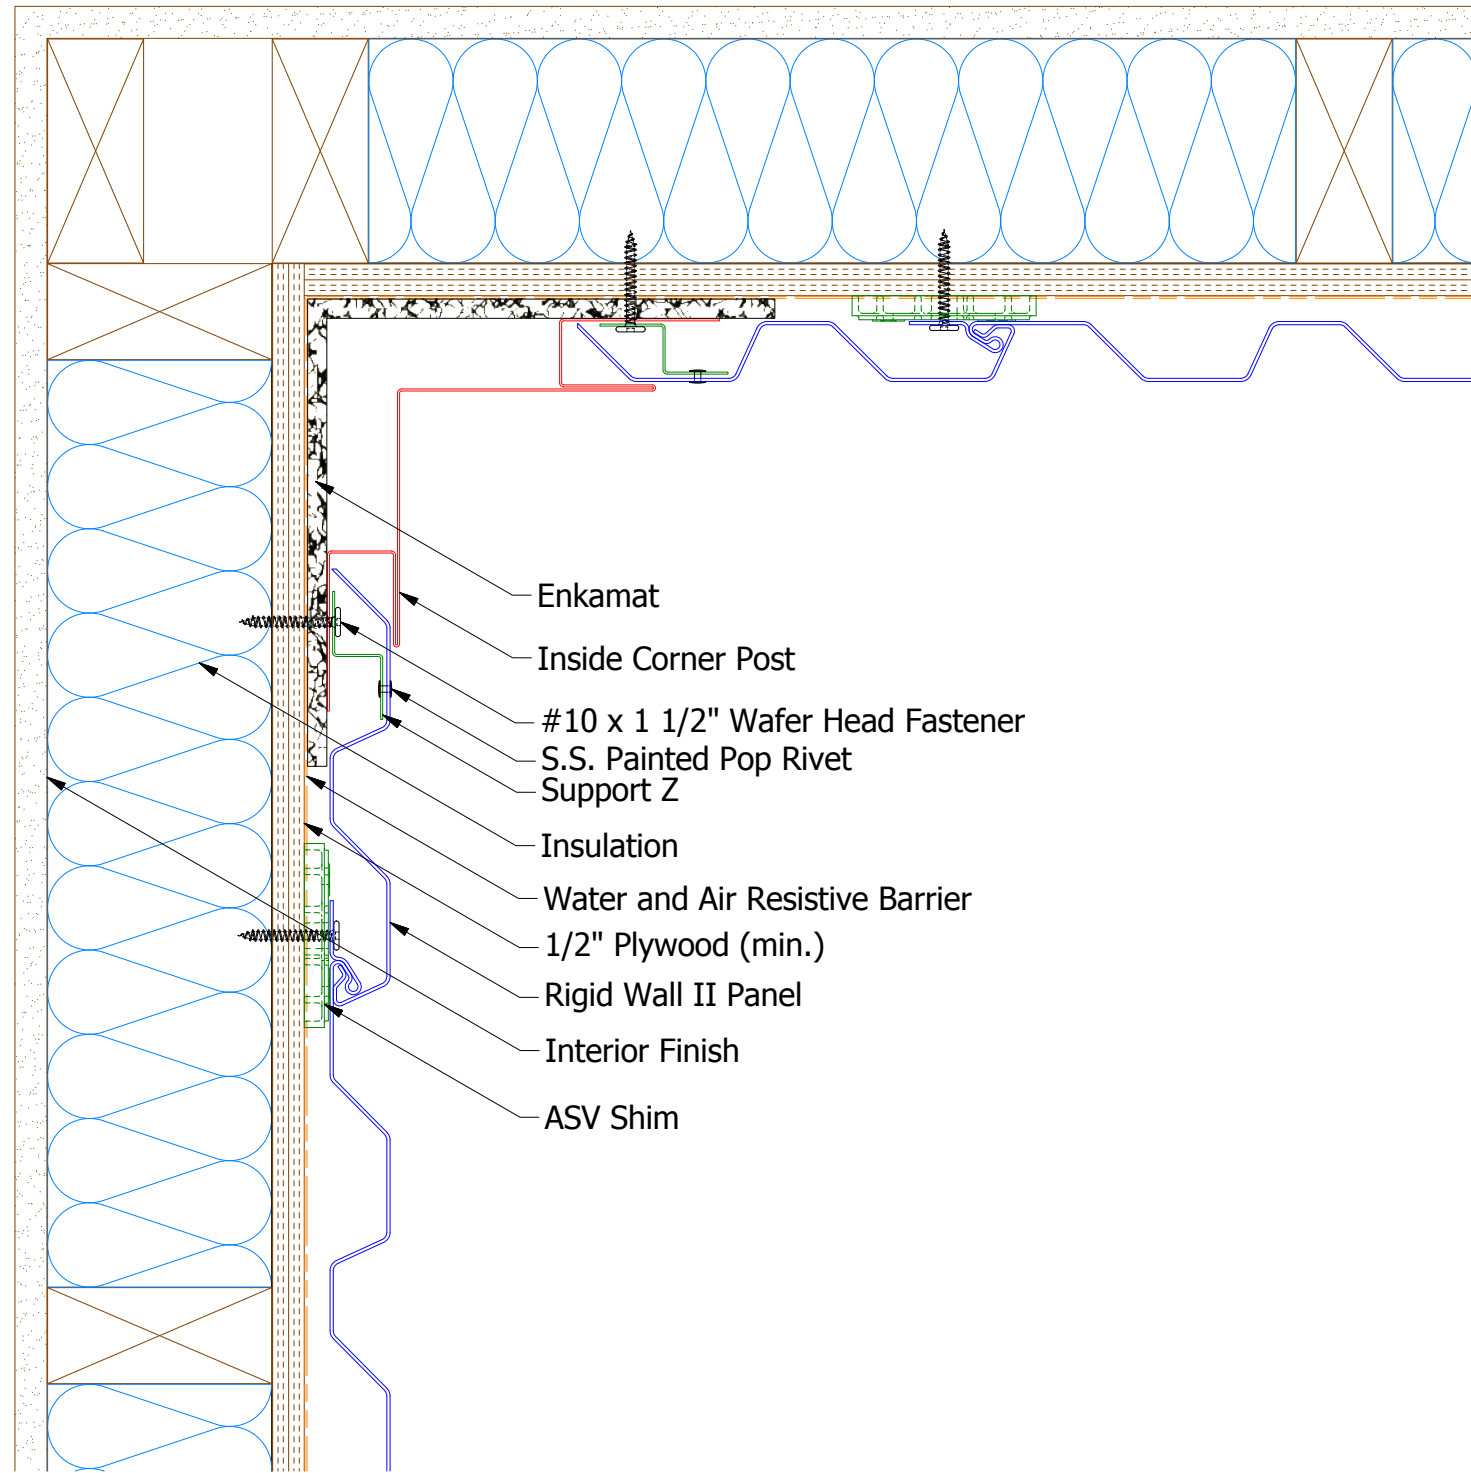 Enkamat
Inside Corner Post
#10 x 1 1/2" Wafer Head Fastener
S.S. Painted Pop Rivet
Support Z
Insulation
Water and Air Resistive Barrier
1/2" Plywood (min.)
Rigid Wall II Panel
Interior Finish
ASV Shim